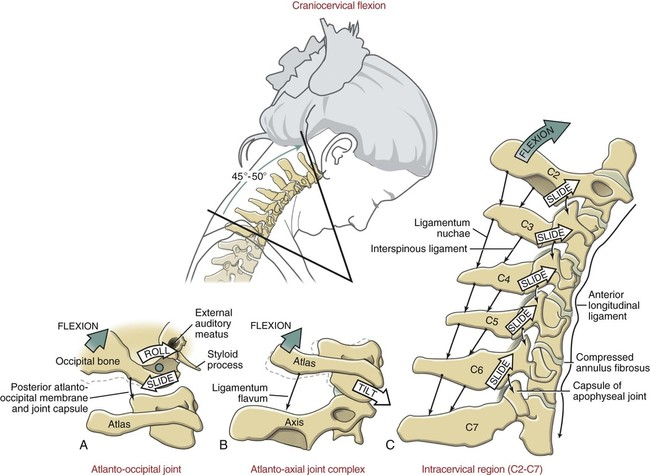 Craniocervical flexion
45°-50°
FLEXION
C2
SLIDE
C3
SLIDE
Ligamentum
nuchae
Interspinous ligament
C4
SLIDE
C5
SLIDE
C6
SLIDE
C7
Anterior
longitudinal
ligament
Compressed
annulus fibrosus
Capsule of
apophyseal joint
C
Intracervical region (C2-C7)
FLEXION
Occipital bone
ROLL
SLIDE
External
auditory
meatus
Styloid
process
Posterior atlanto-
occipital membrane
and joint capsule
Atlas
A
Atlanto-occipital joint
FLEXION
Atlas
TILT
Ligamentum
flavum
Axis
B
Atlanto-axial joint complex